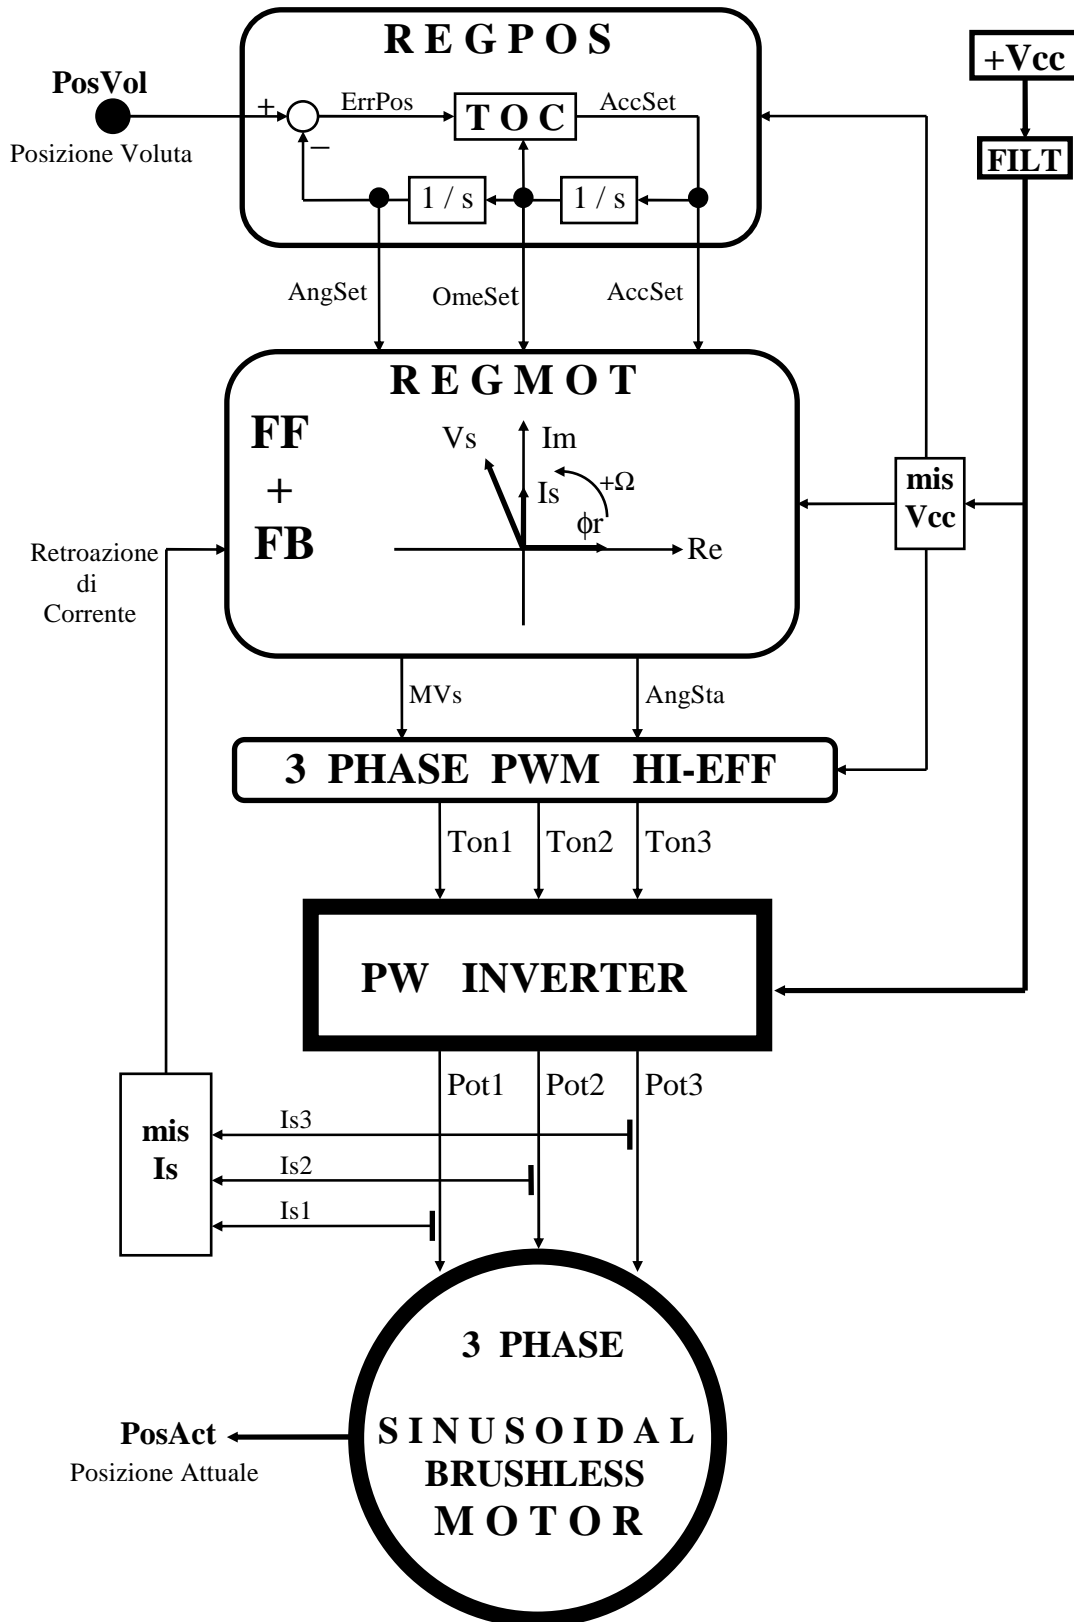 R E G P O S
+Vcc
PosVol
ErrPos
AccSet
+
T O C
−
Posizione Voluta
FILT
1 / s
1 / s
AngSet
OmeSet
AccSet
R E G M O T
FF
+
FB
Vs
Im
Is
+Ω
ϕr
Re
mis
Vcc
Retroazione
di
Corrente
MVs
AngSta
3 PHASE PWM HI-EFF
Ton1
Ton2
Ton3
PW INVERTER
Pot1
Pot2
Pot3
mis
Is
Is3
Is2
Is1
3 PHASE
S I N U S O I D A L
BRUSHLESS
M O T O R
PosAct
Posizione Attuale